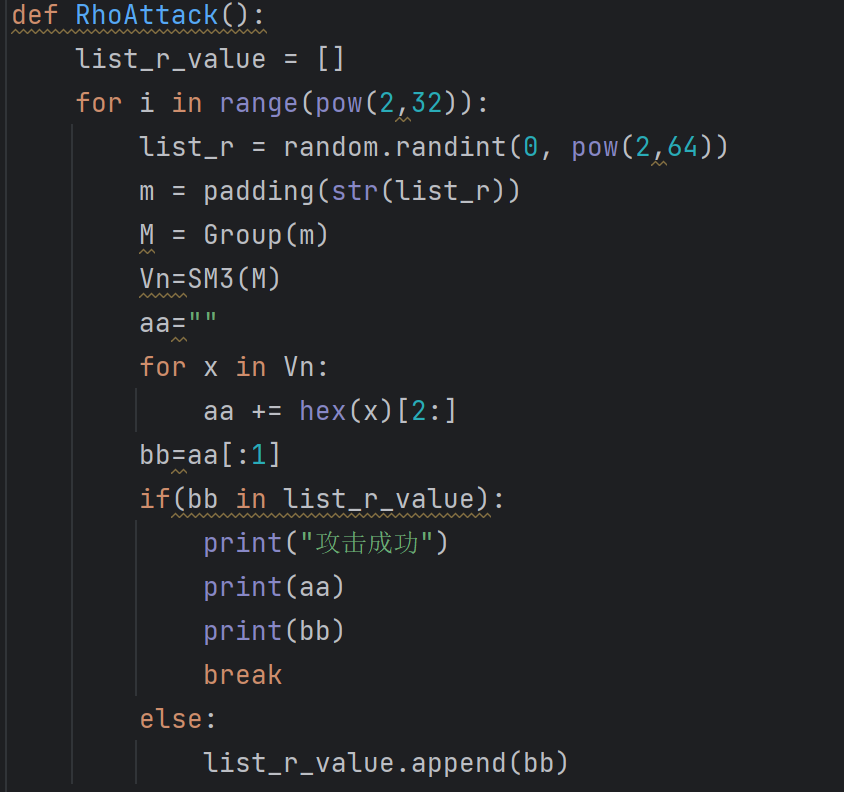 def RhoAttack():
    list_r_value = []
    for i in range(pow(2,32)):
        list_r = random.randint(0, pow(2,64))
        m = padding(str(list_r))
        M = Group(m)
        Vn=SM3(M)
        aa=""
        for x in Vn:
            aa += hex(x)[2:]
        bb=aa[:1]
        if(bb in list_r_value):
            print("攻击成功")
            print(aa)
            print(bb)
            break
        else:
            list_r_value.append(bb)